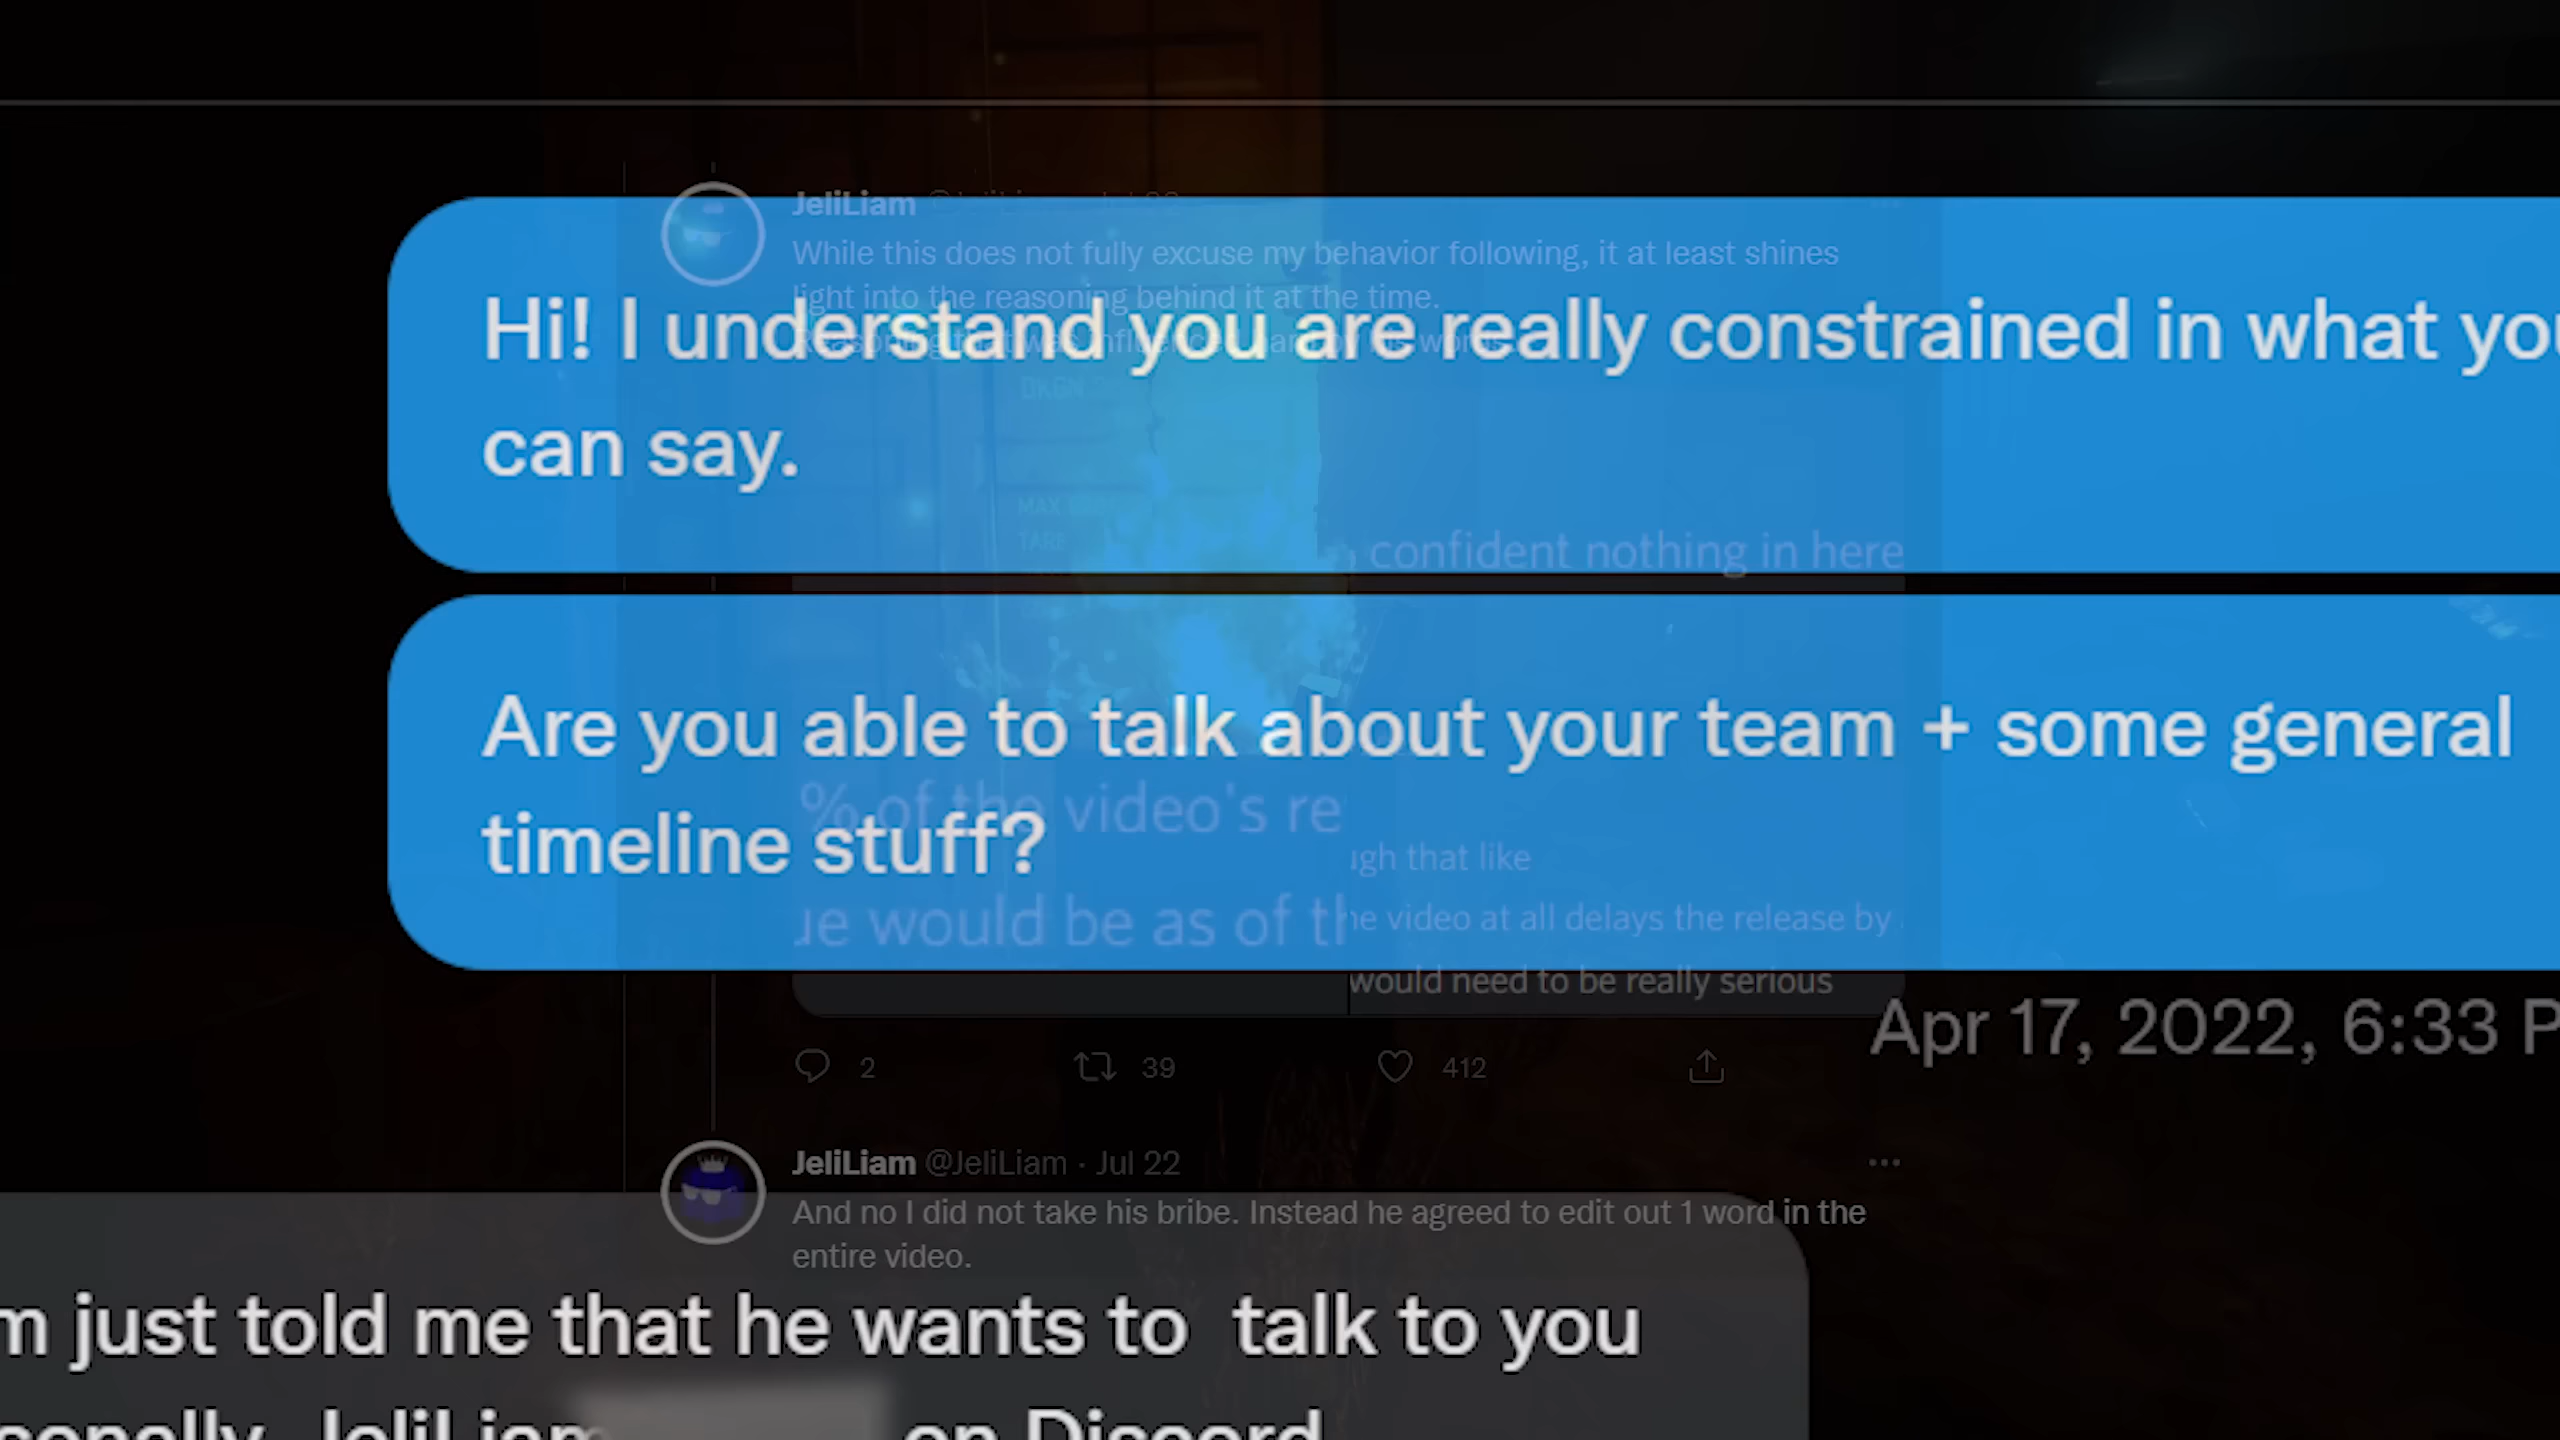 JeliLiam
While this does not fully excuse my behavior following, it at least shines
light into the reasoning behind it at the time.
Hi! I understand you are really constrained in what you
can say.
confident nothing in here
Are you able to talk about your team + some general
% of the video's re
timeline stuff?
ugh that like
ue would be as of th
he video at all delays the release by
would need to be really serious
Apr 17, 2022, 6:33 P
2 39 412
JeliLiam @JeliLiam · Jul 22
And no I did not take his bribe. Instead he agreed to edit out 1 word in the
entire video.
m just told me that he wants to talk to you
sonally. JeliLiam on Discord